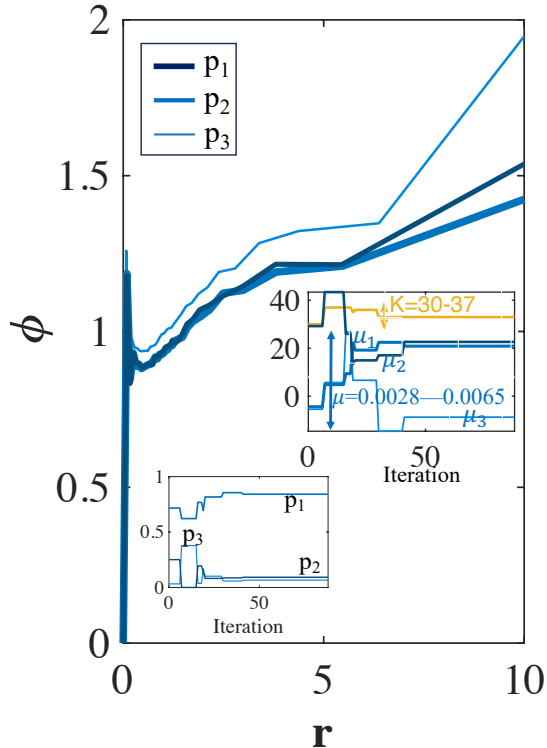 2
p₁
p₂
p₃
1.5
ϕ
1
0.5
0
0
5
10
r
40
20
0
K=30-37
μ₁
μ₂
μ=0.0028—0.0065
μ₃
0
50
Iteration
1
0.5
0
p₁
p₃
p₂
0
50
Iteration